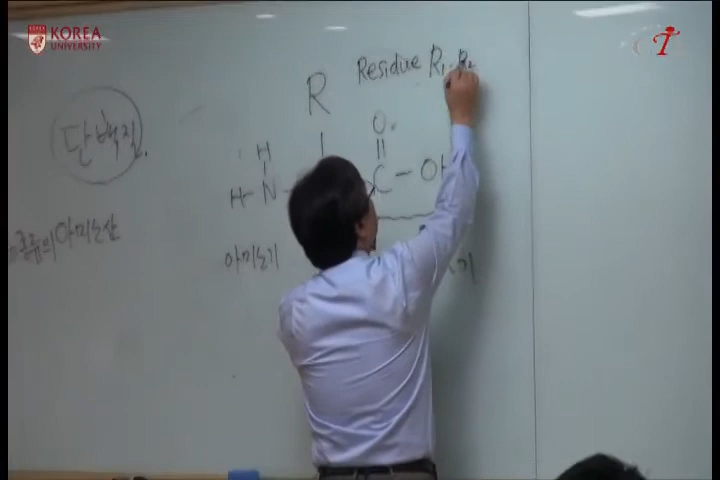 KOREA
UNIVERSITY
Residue R₁ R₂
R
단백질.
O.
H
C - OH
H-N-
종류의 아미노산
아미노기
기